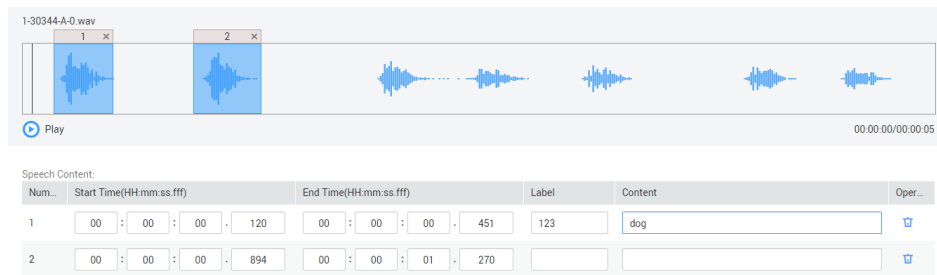 1-30344-A-0.wav
1 × 2 ×
Play 00:00:00/00:00:05
Speech Content:
Num... Start Time(HH:mm:ss.fff) End Time(HH:mm:ss.fff) Label Content Oper...
1 00 : 00 : 00 . 120 00 : 00 : 00 . 451 123 dog
2 00 : 00 : 00 . 894 00 : 00 : 01 . 270